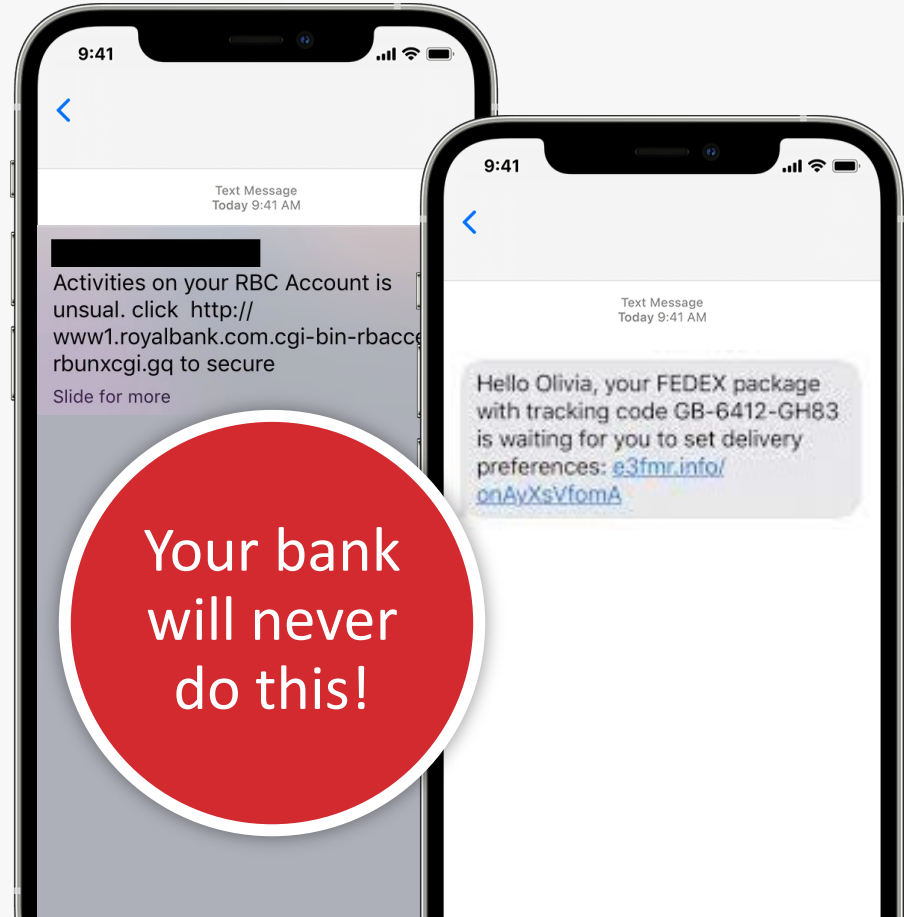 9:41
Text Message
Today 9:41 AM
Activities on your RBC Account is
unsual. click http://
www1.royalbank.com.cgi-bin-rbacce
rbunxcgi.gq to secure
Slide for more
Your bank
will never
do this!
9:41
Text Message
Today 9:41 AM
Hello Olivia, your FEDEX package
with tracking code GB-6412-GH83
is waiting for you to set delivery
preferences: e3fmr.info/
onAyXsVfomA